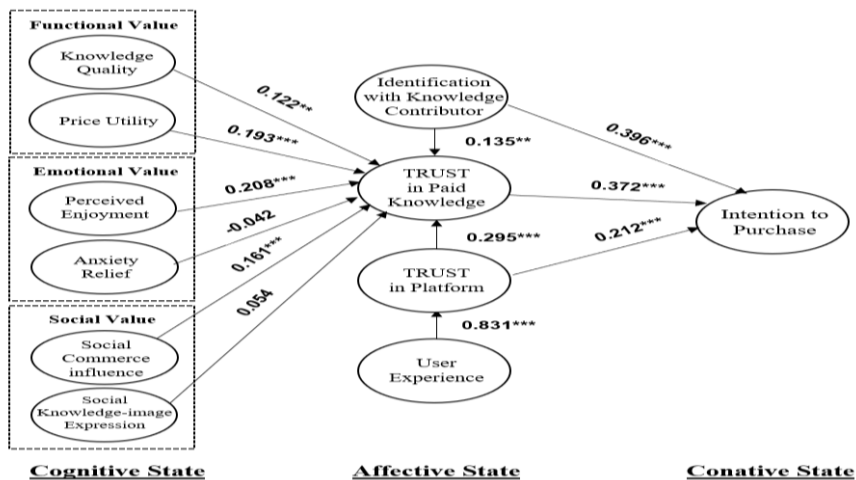 Functional Value
Knowledge
Quality
0.122**
Price Utility
0.193***
Emotional Value
Perceived
Enjoyment
0.208***
Anxiety
Relief
-0.042
Social Value
Social
Commerce
influence
0.161***
Social
Knowledge-image
Expression
0.054
Identification
with Knowledge
Contributor
0.135**
0.396***
TRUST
in Paid
Knowledge
0.372***
0.295***
TRUST
in Platform
0.212***
0.831***
User
Experience
Intention to
Purchase
Cognitive State
Affective State
Conative State